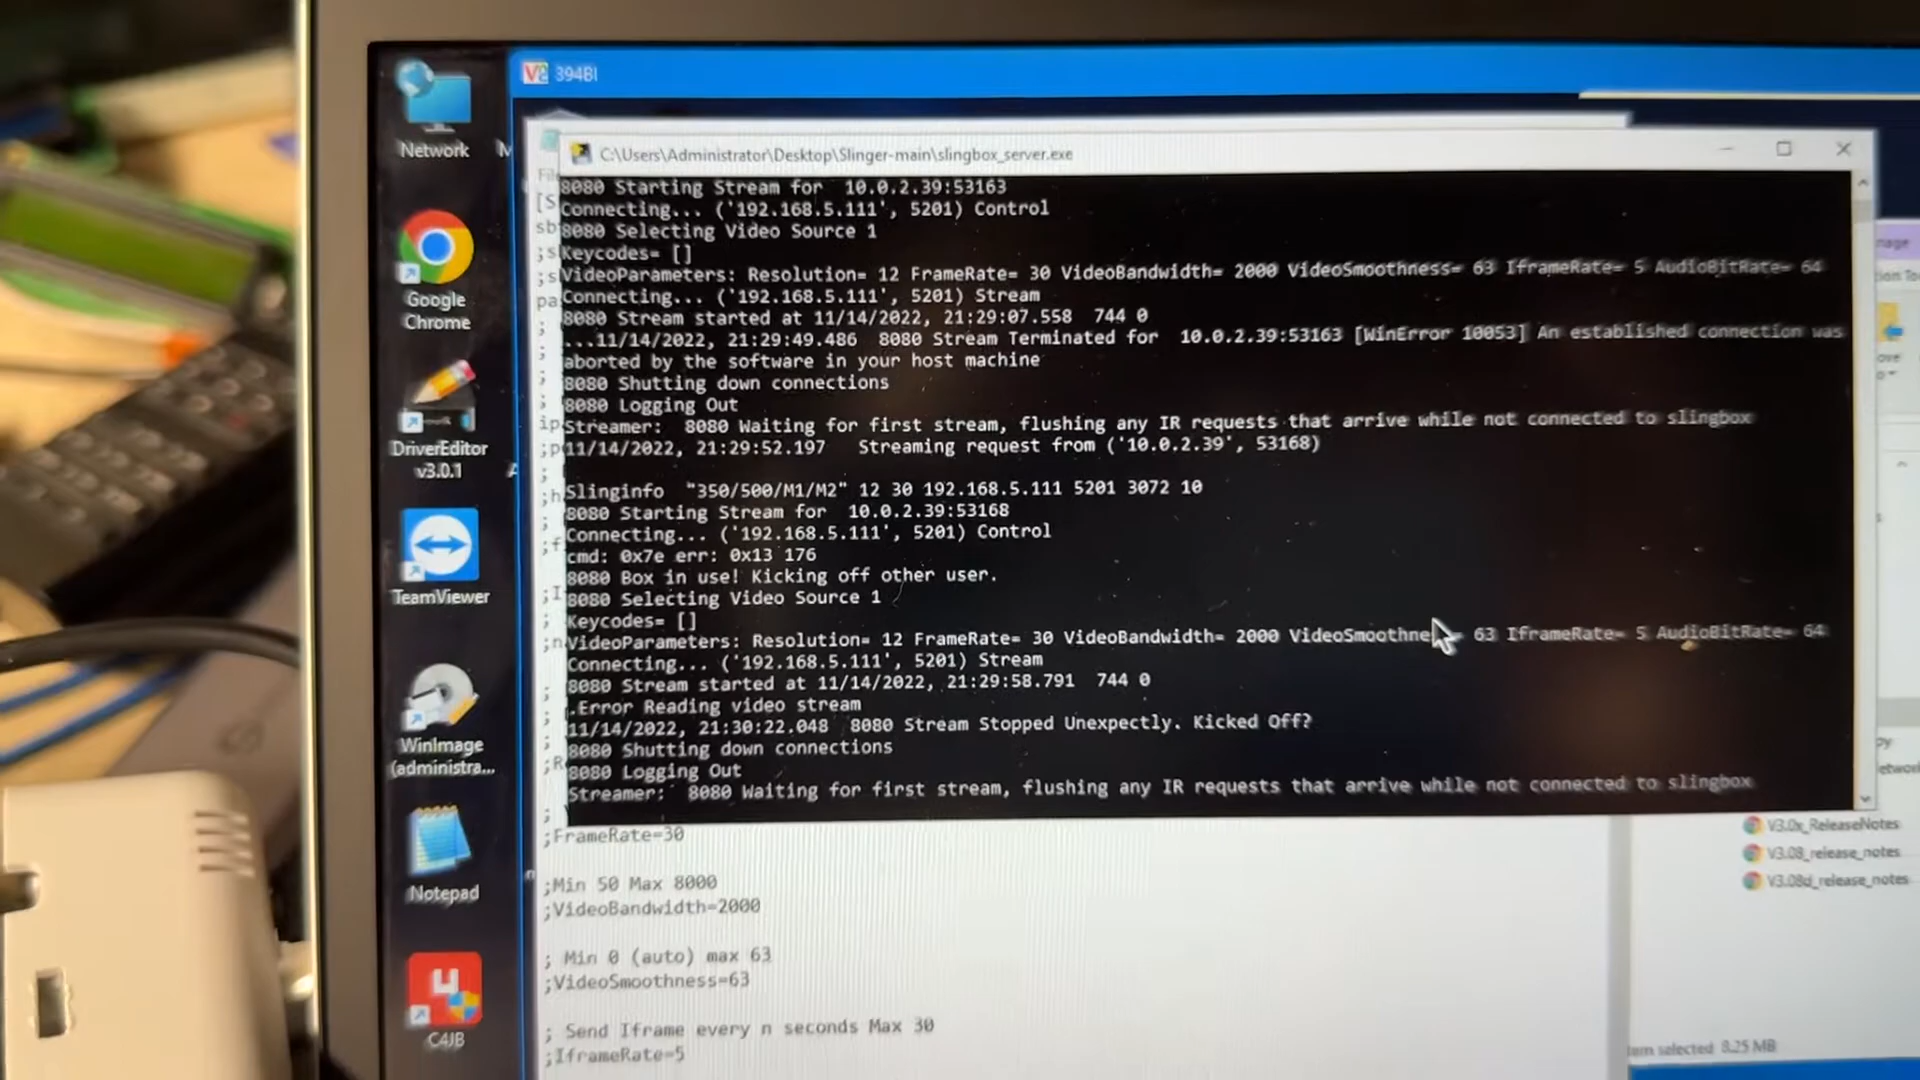 394BI
Network
C:\Users\Administrator\Desktop\Slinger-main\slingbox_server.exe
8080 Starting Stream for  10.0.2.39:53163
Connecting... ('192.168.5.111', 5201) Control
8080 Selecting Video Source 1
Keycodes= []
VideoParameters: Resolution= 12 FrameRate= 30 VideoBandwidth= 2000 VideoSmoothness= 63 IframeRate= 5 AudioBitRate= 64
Connecting... ('192.168.5.111', 5201) Stream
8080 Stream started at 11/14/2022, 21:29:07.558  744 0
...11/14/2022, 21:29:49.486  8080 Stream Terminated for  10.0.2.39:53163 [WinError 10053] An established connection was
aborted by the software in your host machine
8080 Shutting down connections
8080 Logging Out
Streamer:  8080 Waiting for first stream, flushing any IR requests that arrive while not connected to slingbox
11/14/2022, 21:29:52.197   Streaming request from ('10.0.2.39', 53168)
Slinginfo  "350/500/M1/M2" 12 30 192.168.5.111 5201 3072 10
8080 Starting Stream for  10.0.2.39:53168
Connecting... ('192.168.5.111', 5201) Control
cmd: 0x7e err: 0x13 176
8080 Box in use! Kicking off other user.
8080 Selecting Video Source 1
Keycodes= []
VideoParameters: Resolution= 12 FrameRate= 30 VideoBandwidth= 2000 VideoSmoothne = 63 IframeRate= 5 AudioBitRate= 64
Connecting... ('192.168.5.111', 5201) Stream
8080 Stream started at 11/14/2022, 21:29:58.791  744 0
.Error Reading video stream
11/14/2022, 21:30:22.048  8080 Stream Stopped Unexpectly. Kicked Off?
8080 Shutting down connections
8080 Logging Out
Streamer:  8080 Waiting for first stream, flushing any IR requests that arrive while not connected to slingbox
;FrameRate=30
;Min 50 Max 8000
;VideoBandwidth=2000
; Min 0 (auto) max 63
;VideoSmoothness=63
; Send Iframe every n seconds Max 30
;IframeRate=5
Google
Chrome
DriverEditor
v3.0.1
TeamViewer
WinImage
(administra...
Notepad
C4JB
V3.0x_ReleaseNotes
V3.08_release_notes
V3.08d_release_notes
selected  8.25 MB